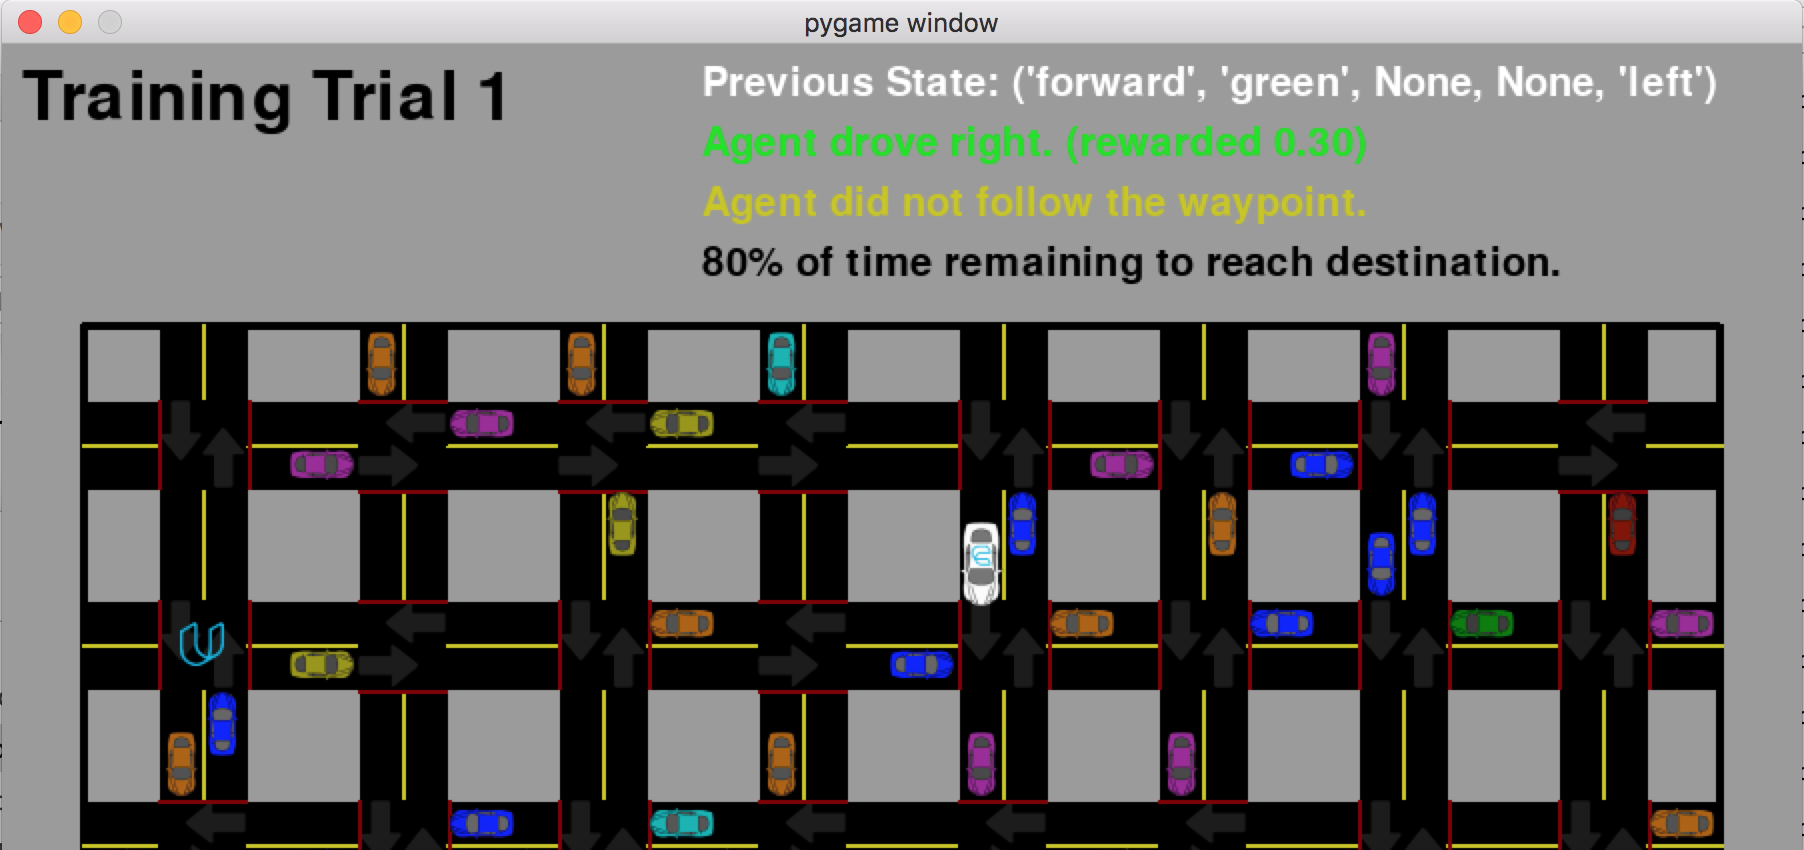 pygame window
Training Trial 1
Previous State: ('forward', 'green', None, None, 'left')
Agent drove right. (rewarded 0.30)
Agent did not follow the waypoint.
80% of time remaining to reach destination.